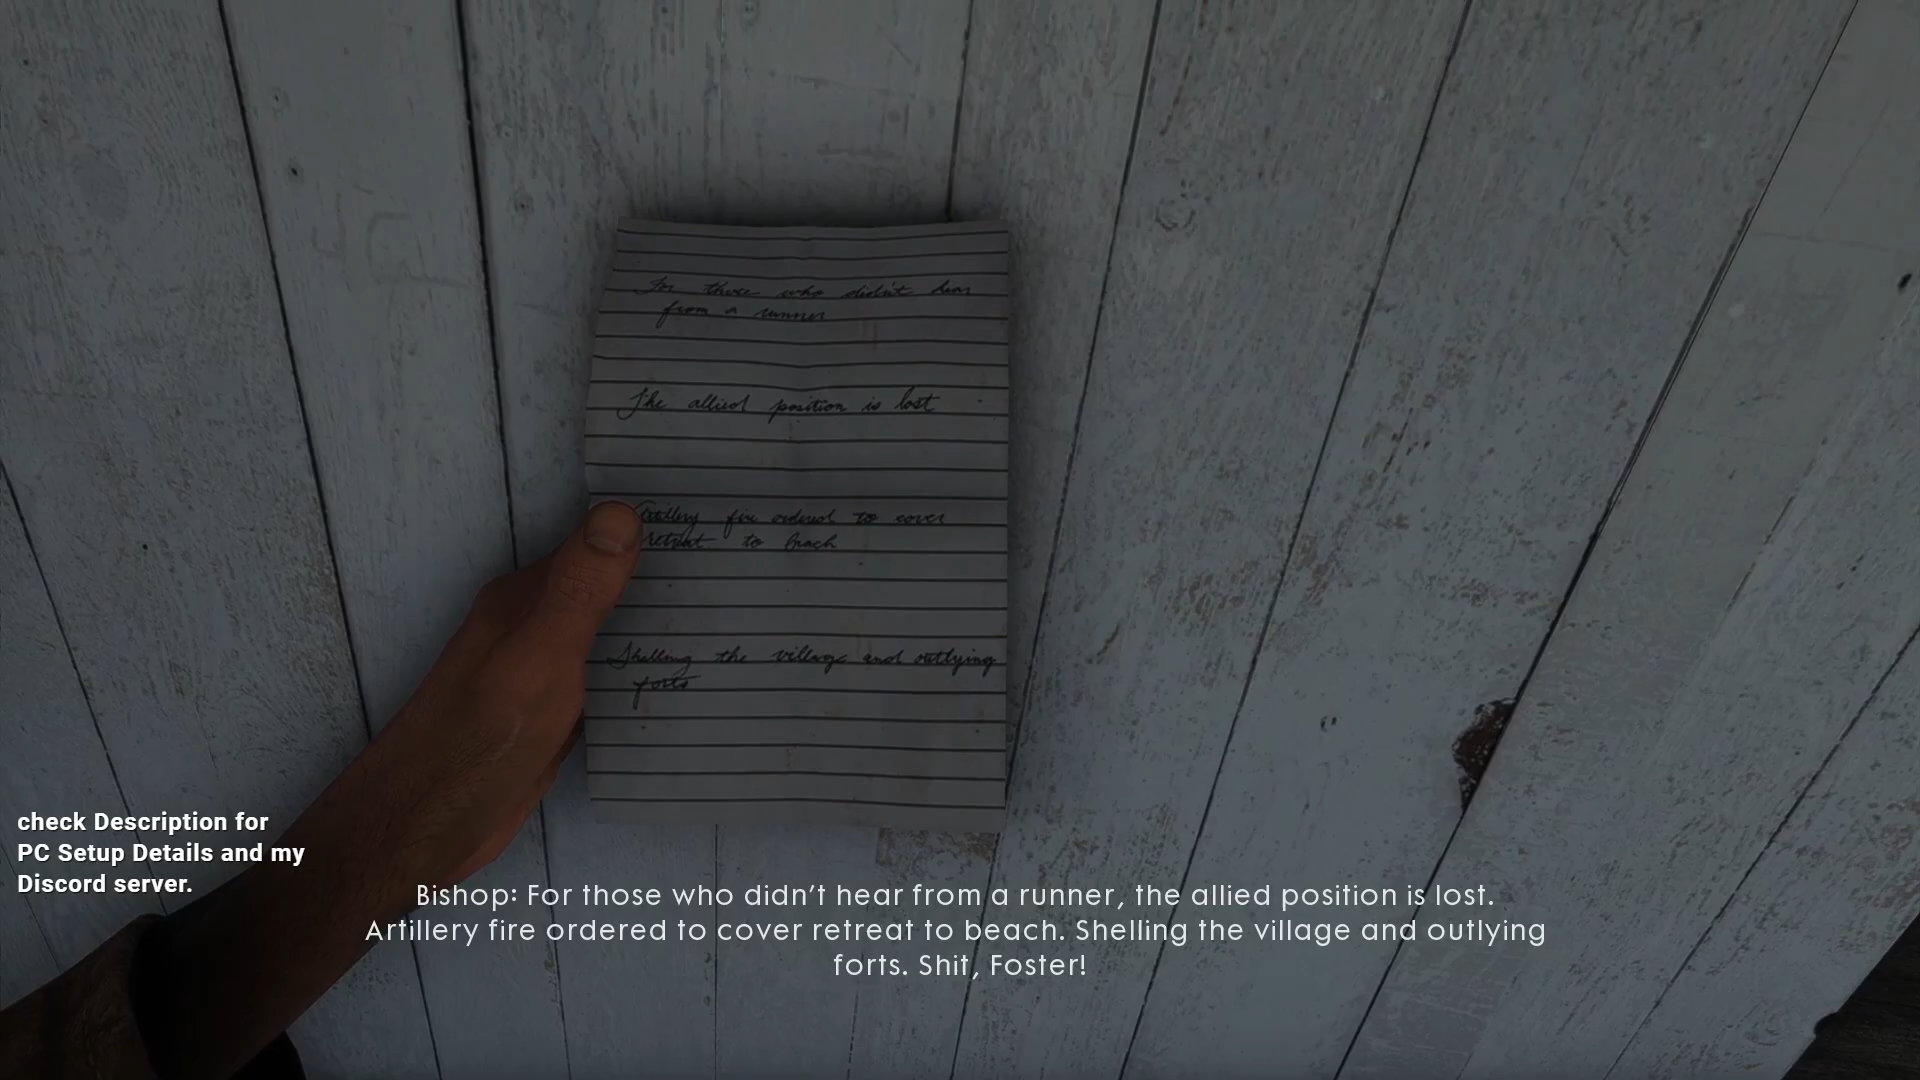 For those who didn't hear
from a runner
The allied position is lost
Artillery fire ordered to cover
retreat to Beach
Shelling the village and outlying
forts
check Description for
PC Setup Details and my
Discord server.
Bishop: For those who didn’t hear from a runner, the allied position is lost.
Artillery fire ordered to cover retreat to beach. Shelling the village and outlying
forts. Shit, Foster!